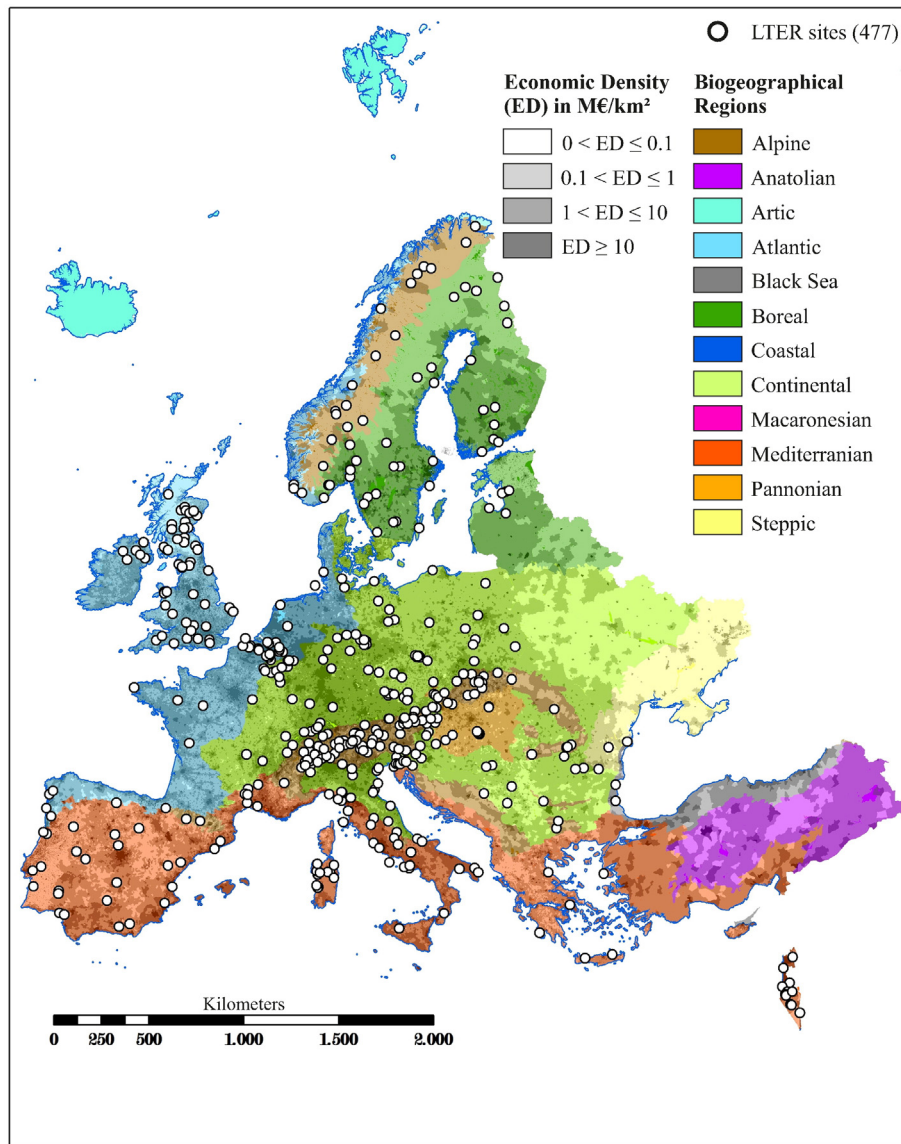 LTER sites (477)
Economic Density
(ED) in M€/km²
0 < ED ≤ 0.1
0.1 < ED ≤ 1
1 < ED ≤ 10
ED ≥ 10
Biogeographical
Regions
Alpine
Anatolian
Artic
Atlantic
Black Sea
Boreal
Coastal
Continental
Macaronesian
Mediterranian
Pannonian
Steppic
Kilometers
0 250 500 1.000 1.500 2.000